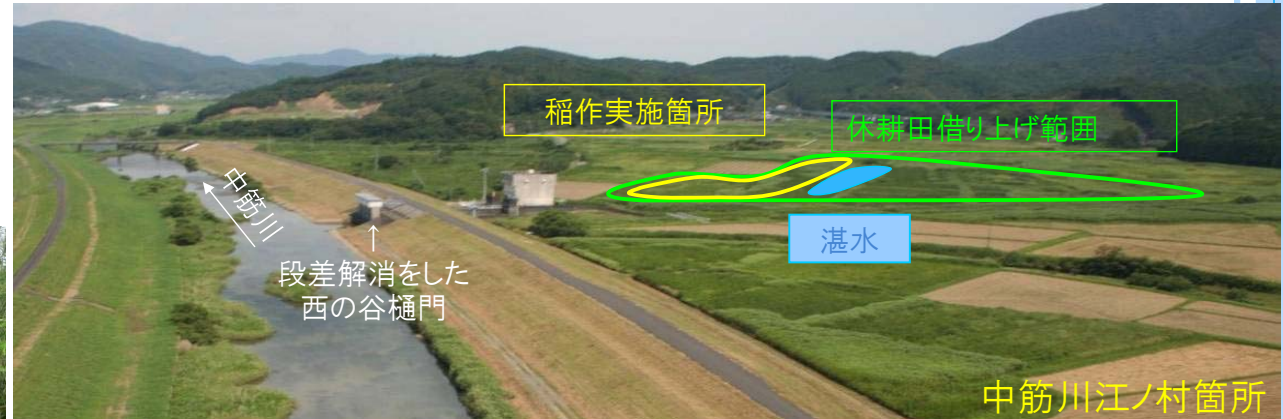 稲作実施箇所
休耕田借り上げ範囲
中筋川
湛水
段差解消をした
西の谷樋門
中筋川江ノ村箇所